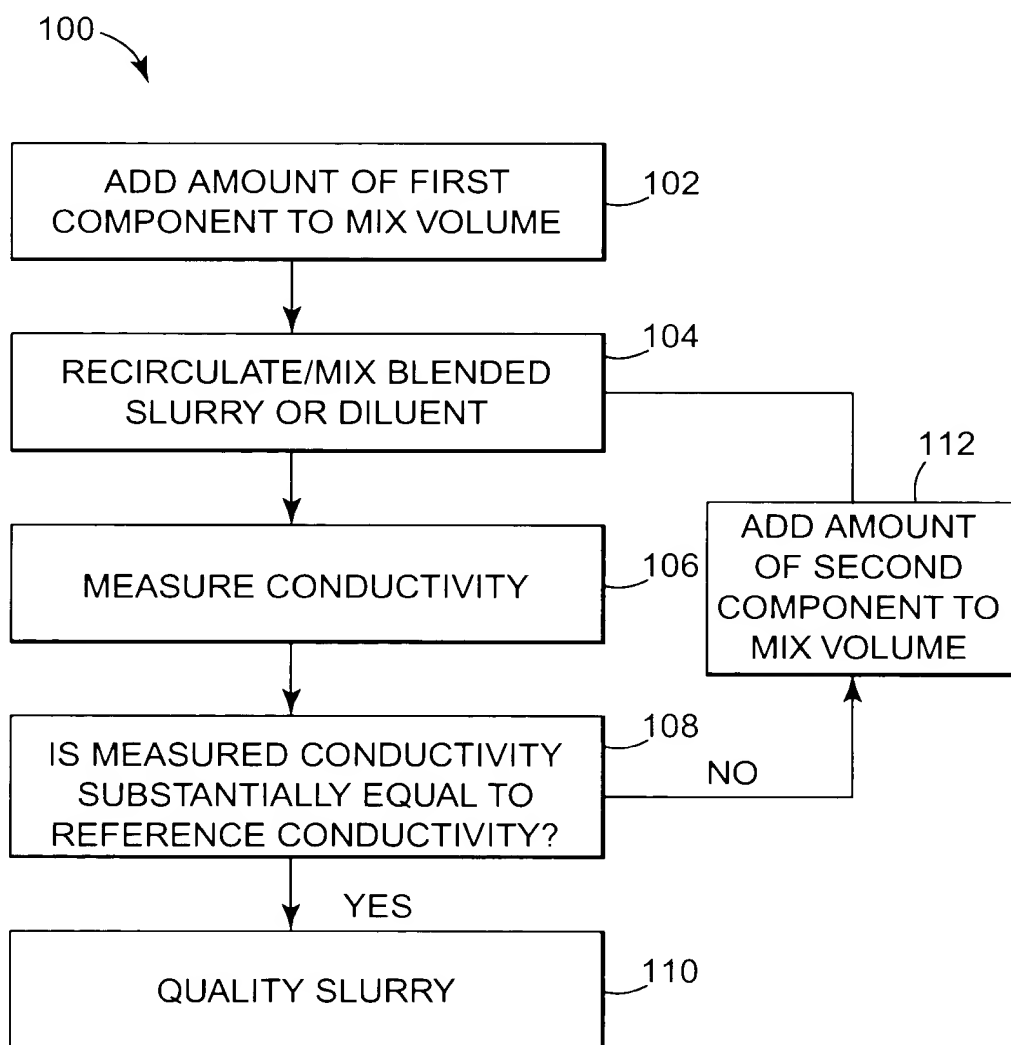 100
ADD AMOUNT OF FIRST
COMPONENT TO MIX VOLUME
102
RECIRCULATE/MIX BLENDED
SLURRY OR DILUENT
104
MEASURE CONDUCTIVITY
106
IS MEASURED CONDUCTIVITY
SUBSTANTIALLY EQUAL TO
REFERENCE CONDUCTIVITY?
108
NO
112
ADD AMOUNT
OF SECOND
COMPONENT TO
MIX VOLUME
YES
QUALITY SLURRY
110